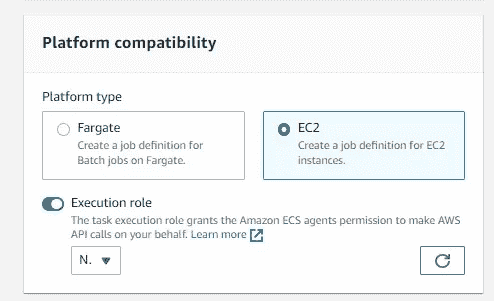 Platform compatibility
Platform type
Fargate
Create a job definition for
Batch jobs on Fargate.
EC2
Create a job definition for EC2
instances.
Execution role
The task execution role grants the Amazon ECS agents permission to make AWS
API calls on your behalf. Learn more
N.